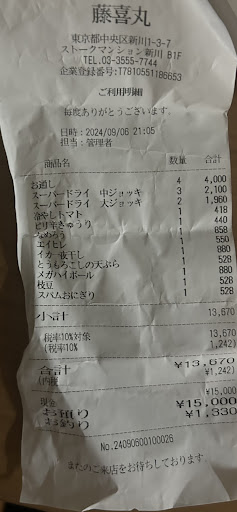 藤喜丸
東京都中央区新川1-3-7
ストークマンション新川 B1F
TEL.03-3555-7744
企業登録番号:T7810551186653
ご利用明細
毎度ありがとうございます。
日時:2024/09/06 21:05
担当:管理者
商品名 数量 合計
お通し 4 4,000
スーパードライ 中ジョッキ 3 2,100
スーパードライ 大ジョッキ 2 1,960
冷やしトマト 1 418
ピリ辛きゅうり 1 440
なめろう 1 858
エイヒレ 1 550
イカ一夜干し 1 880
とうもろこしの天ぷら 1 528
メガハイボール 1 880
枝豆 1 528
スパムおにぎり 1 528
小計 13,670
税率10%対象 13,670
(税率10% 1,242)
合計 ¥13,670
(内税 ¥1,242)
現金 ¥15,000
お預り ¥15,000
お釣り ¥1,330
No.24090600100026
またのご来店をお待ちしております。